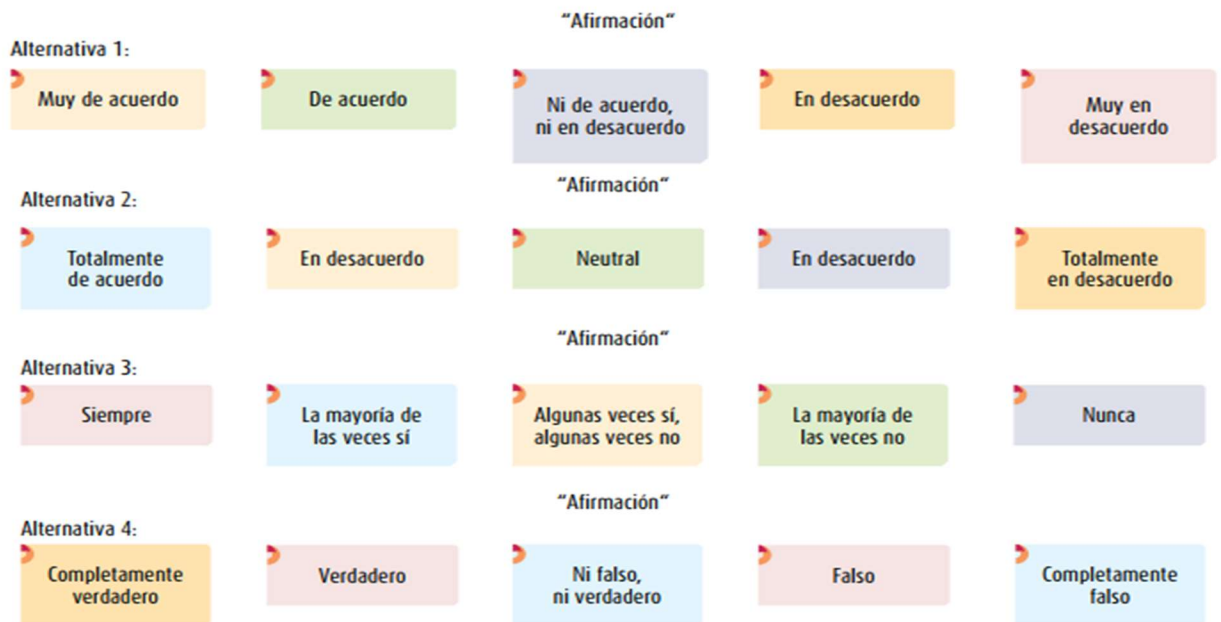 “Afirmación“
Alternativa 1:
Muy de acuerdo
De acuerdo
Ni de acuerdo,
ni en desacuerdo
En desacuerdo
Muy en
desacuerdo
“Afirmación“
Alternativa 2:
Totalmente
de acuerdo
En desacuerdo
Neutral
En desacuerdo
Totalmente
en desacuerdo
“Afirmación“
Alternativa 3:
Siempre
La mayoría de
las veces sí
Algunas veces sí,
algunas veces no
La mayoría de
las veces no
Nunca
“Afirmación“
Alternativa 4:
Completamente
verdadero
Verdadero
Ni falso,
ni verdadero
Falso
Completamente
falso